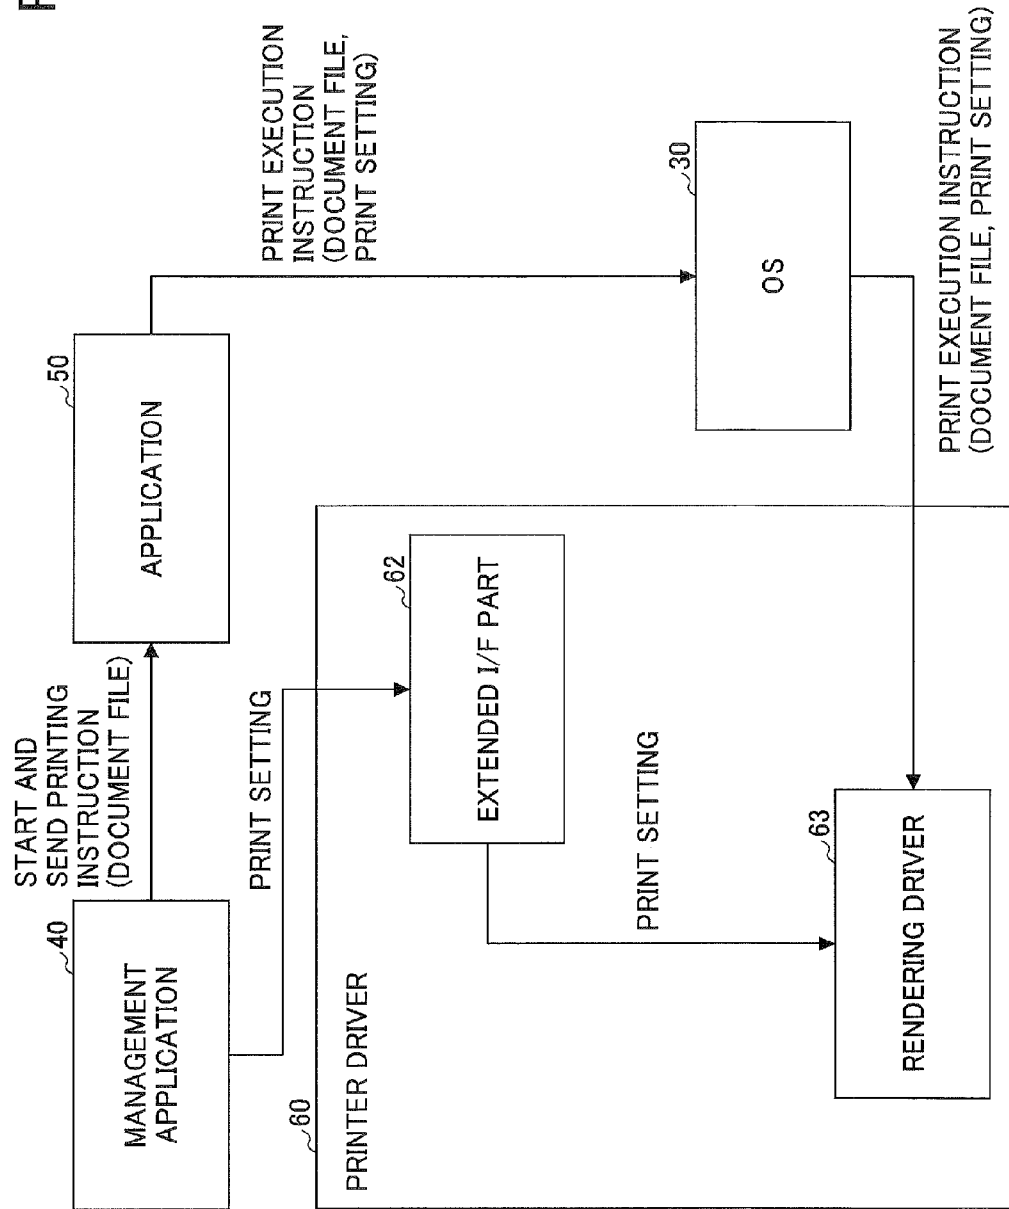 START AND
SEND PRINTING
INSTRUCTION
(DOCUMENT FILE)
40
MANAGEMENT
APPLICATION
50
APPLICATION
PRINT EXECUTION
INSTRUCTION
(DOCUMENT FILE,
PRINT SETTING)
PRINT SETTING
60
PRINTER DRIVER
62
EXTENDED I/F PART
30
OS
PRINT SETTING
63
RENDERING DRIVER
PRINT EXECUTION INSTRUCTION
(DOCUMENT FILE, PRINT SETTING)